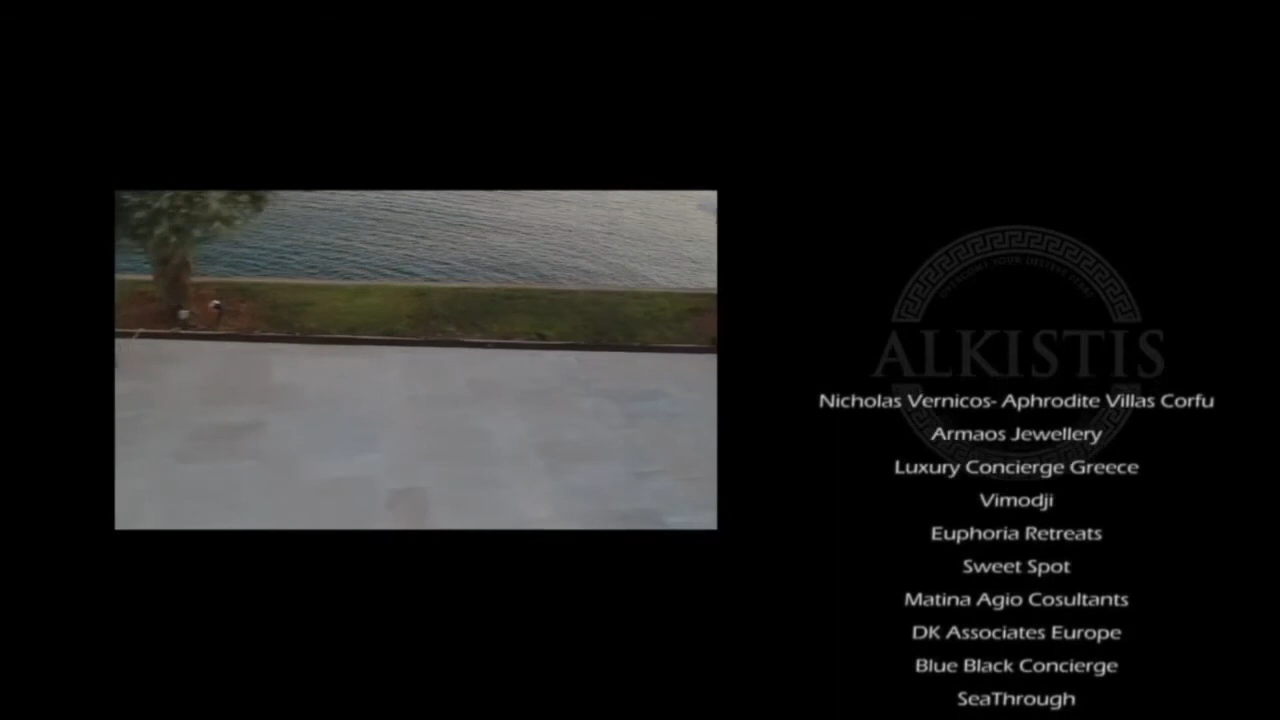 ALKISTIS
Nicholas Vernicos- Aphrodite Villas Corfu
Armaos Jewellery
Luxury Concierge Greece
Vimodji
Euphoria Retreats
Sweet Spot
Matina Agio Cosultants
DK Associates Europe
Blue Black Concierge
SeaThrough